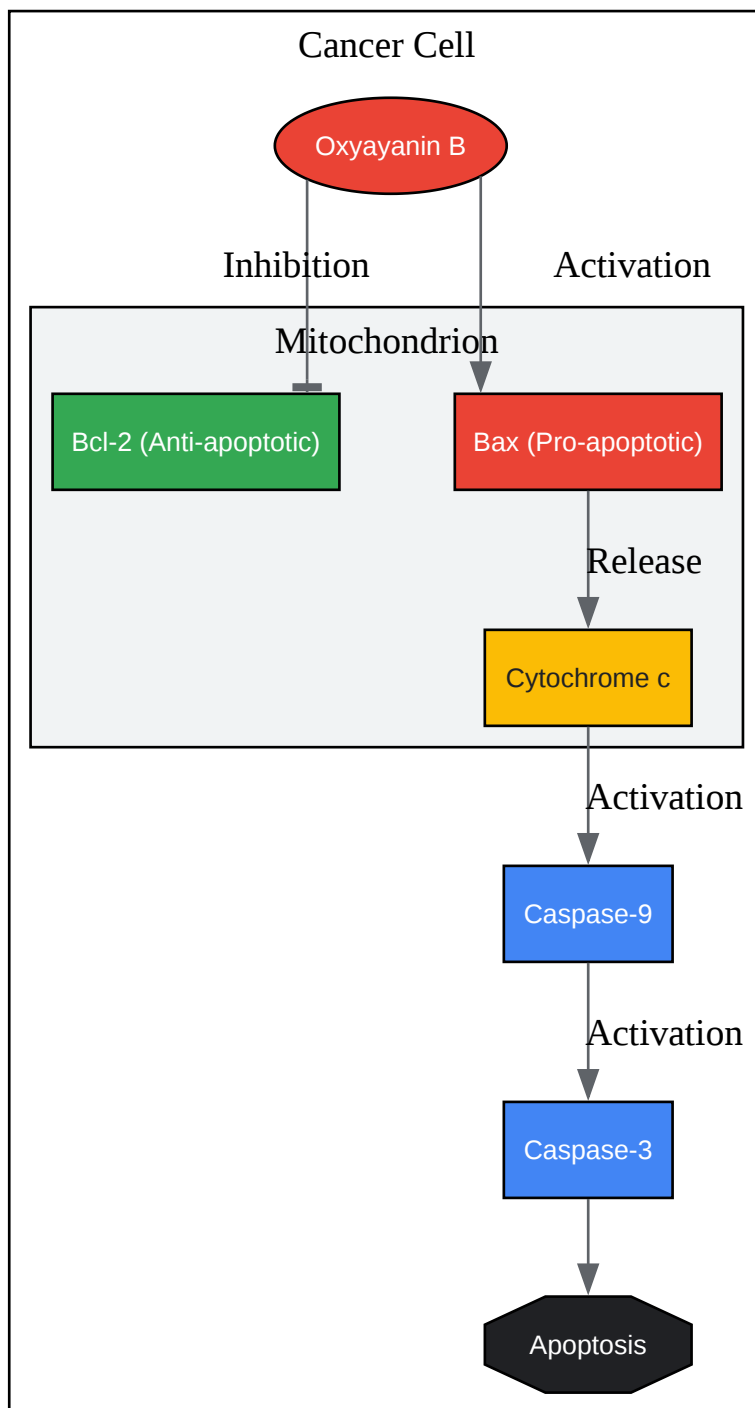 Cancer Cell
Oxyayanin B
Inhibition
Activation
Mitochondrion
Bcl-2 (Anti-apoptotic)
Bax (Pro-apoptotic)
Release
Cytochrome c
Activation
Caspase-9
Activation
Caspase-3
Apoptosis